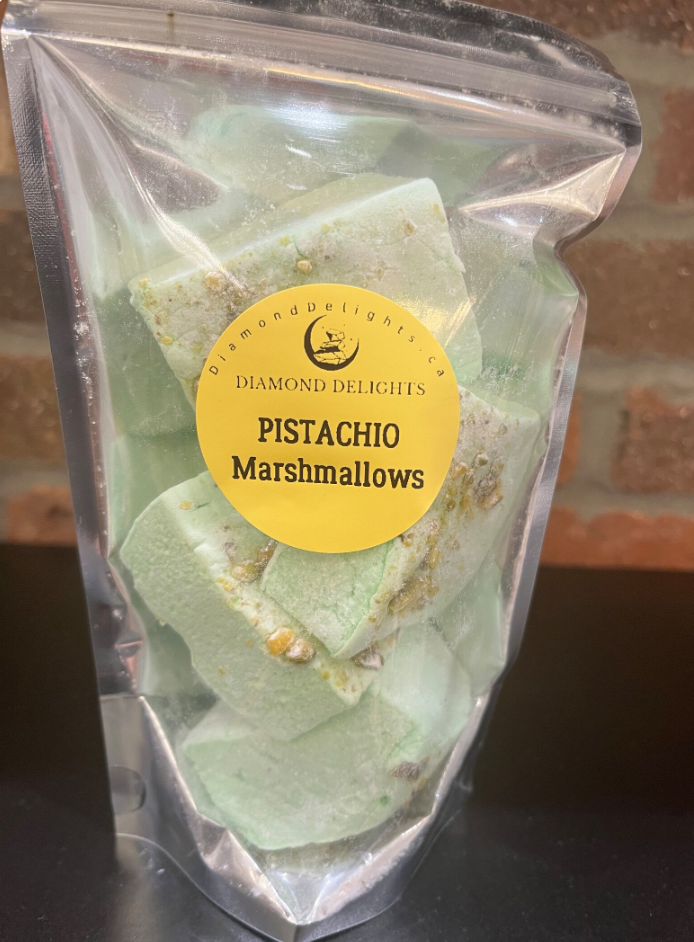 DiamondDelights.ca
DIAMOND DELIGHTS
PISTACHIO
Marshmallows